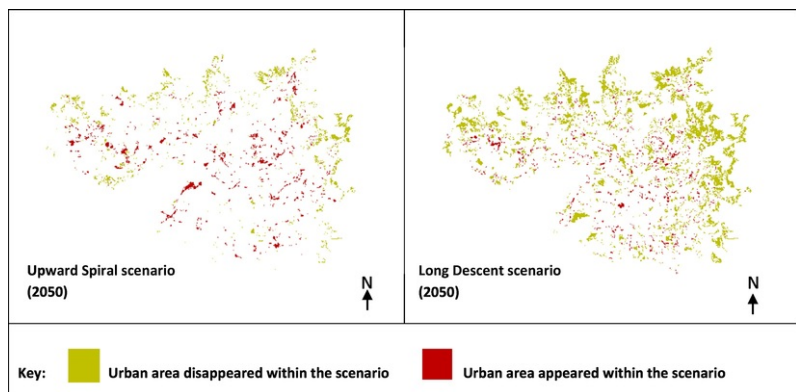 Upward Spiral scenario
(2050)
N
Long Descent scenario
(2050)
N
Key: Urban area disappeared within the scenario Urban area appeared within the scenario